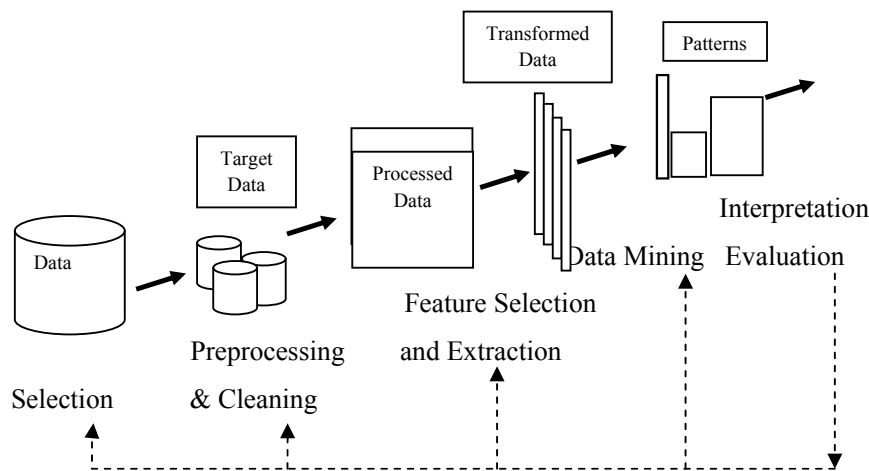 Transformed
Data
Patterns
Target
Data
Processed
Data
Data
Interpretation
Evaluation
Data Mining
Feature Selection
and Extraction
Preprocessing
& Cleaning
Selection